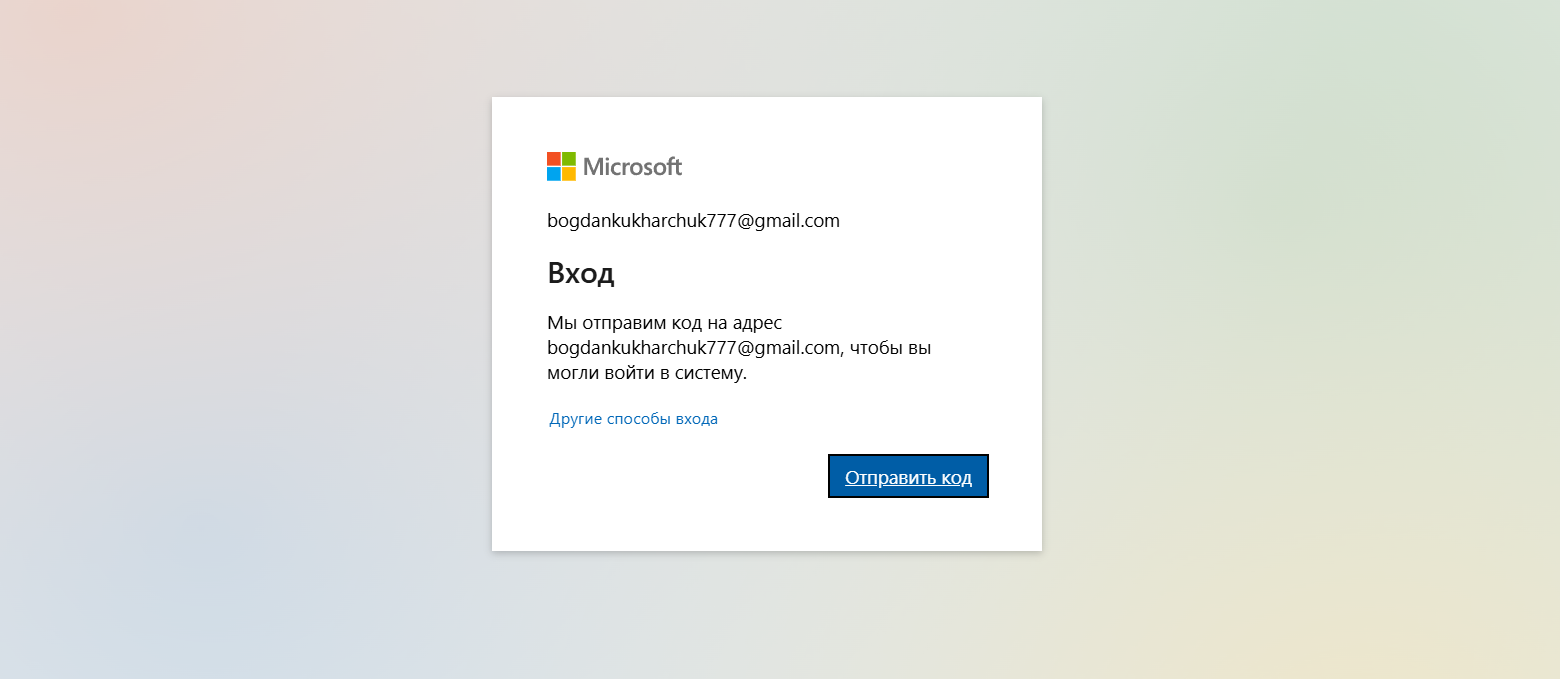 Microsoft
bogdankukharchuk777@gmail.com
Вход
Мы отправим код на адрес
bogdankukharchuk777@gmail.com, чтобы вы
могли войти в систему.
Другие способы входа
Отправить код